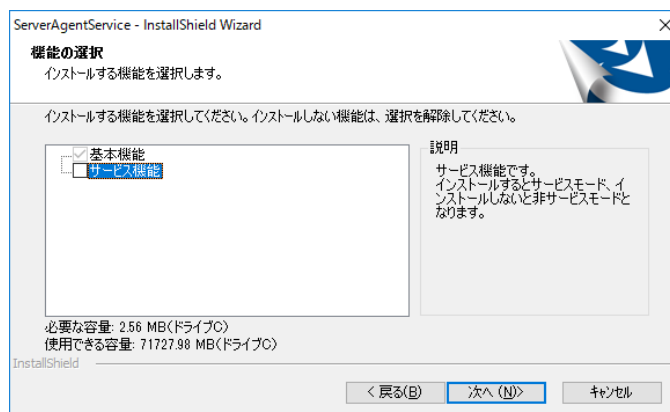 ServerAgentService - InstallShield Wizard
機能の選択
インストールする機能を選択します。
インストールする機能を選択してください。インストールしない機能は、選択を解除してください。
基本機能
サービス機能
説明
サービス機能です。
インストールするとサービスモード、イ
ンストールしないと非サービスモードと
なります。
必要な容量: 2.56 MB(ドライブC)
使用できる容量: 71727.98 MB(ドライブC)
InstallShield
< 戻る(B)
次へ (N)>
キャンセル